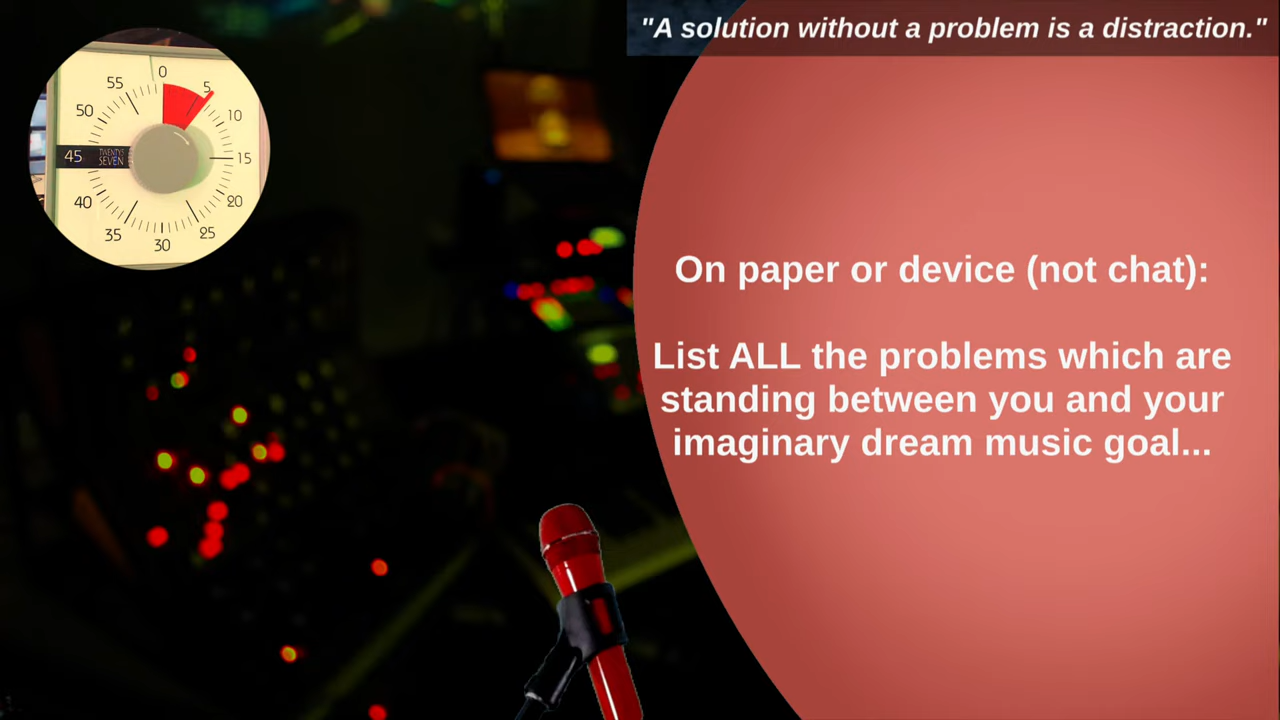 "A solution without a problem is a distraction."
0
55
5
50
10
45
TWENTY5
SEVEN
15
40
20
35
25
30
On paper or device (not chat):
List ALL the problems which are
standing between you and your
imaginary dream music goal...